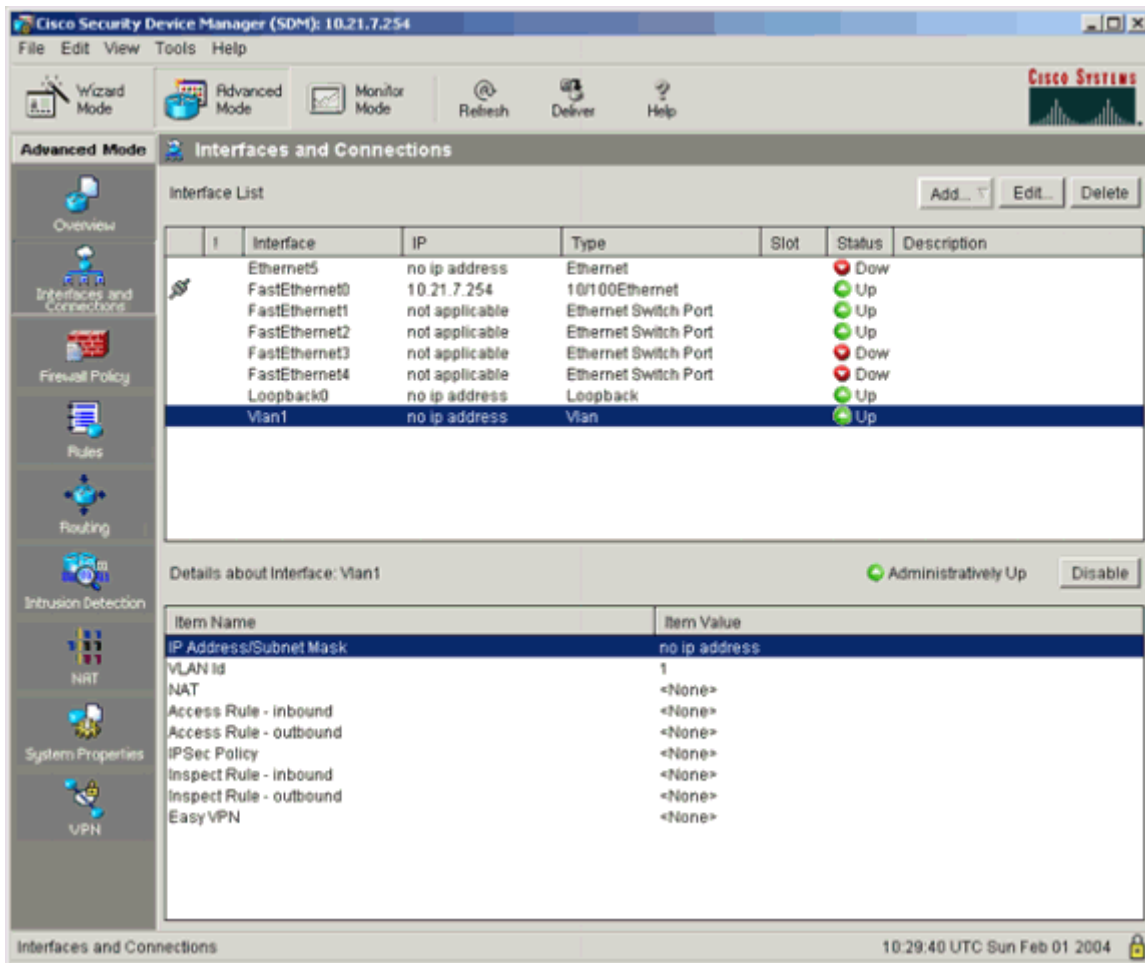 Cisco Security Device Manager (SDM): 10.21.7.254
File Edit View Tools Help
Wizard Mode
Advanced Mode
Monitor Mode
Refresh
Deliver
Help
CISCO SYSTEMS
Advanced Mode
Interfaces and Connections
Overview
Interfaces and Connections
Firewall Policy
Rules
Routing
Intrusion Detection
NAT
System Properties
VPN
Interface List
Add... Edit... Delete
! Interface IP Type Slot Status Description
Ethernet5 no ip address Ethernet Dow
FastEthernet0 10.21.7.254 10/100Ethernet Up
FastEthernet1 not applicable Ethernet Switch Port Up
FastEthernet2 not applicable Ethernet Switch Port Up
FastEthernet3 not applicable Ethernet Switch Port Dow
FastEthernet4 not applicable Ethernet Switch Port Dow
Loopback0 no ip address Loopback Up
Vlan1 no ip address Vlan Up
Details about Interface: Vlan1 Administratively Up Disable
Item Name Item Value
IP Address/Subnet Mask no ip address
VLAN Id 1
NAT <None>
Access Rule - inbound <None>
Access Rule - outbound <None>
IPSec Policy <None>
Inspect Rule - inbound <None>
Inspect Rule - outbound <None>
Easy VPN <None>
Interfaces and Connections 10:29:40 UTC Sun Feb 01 2004